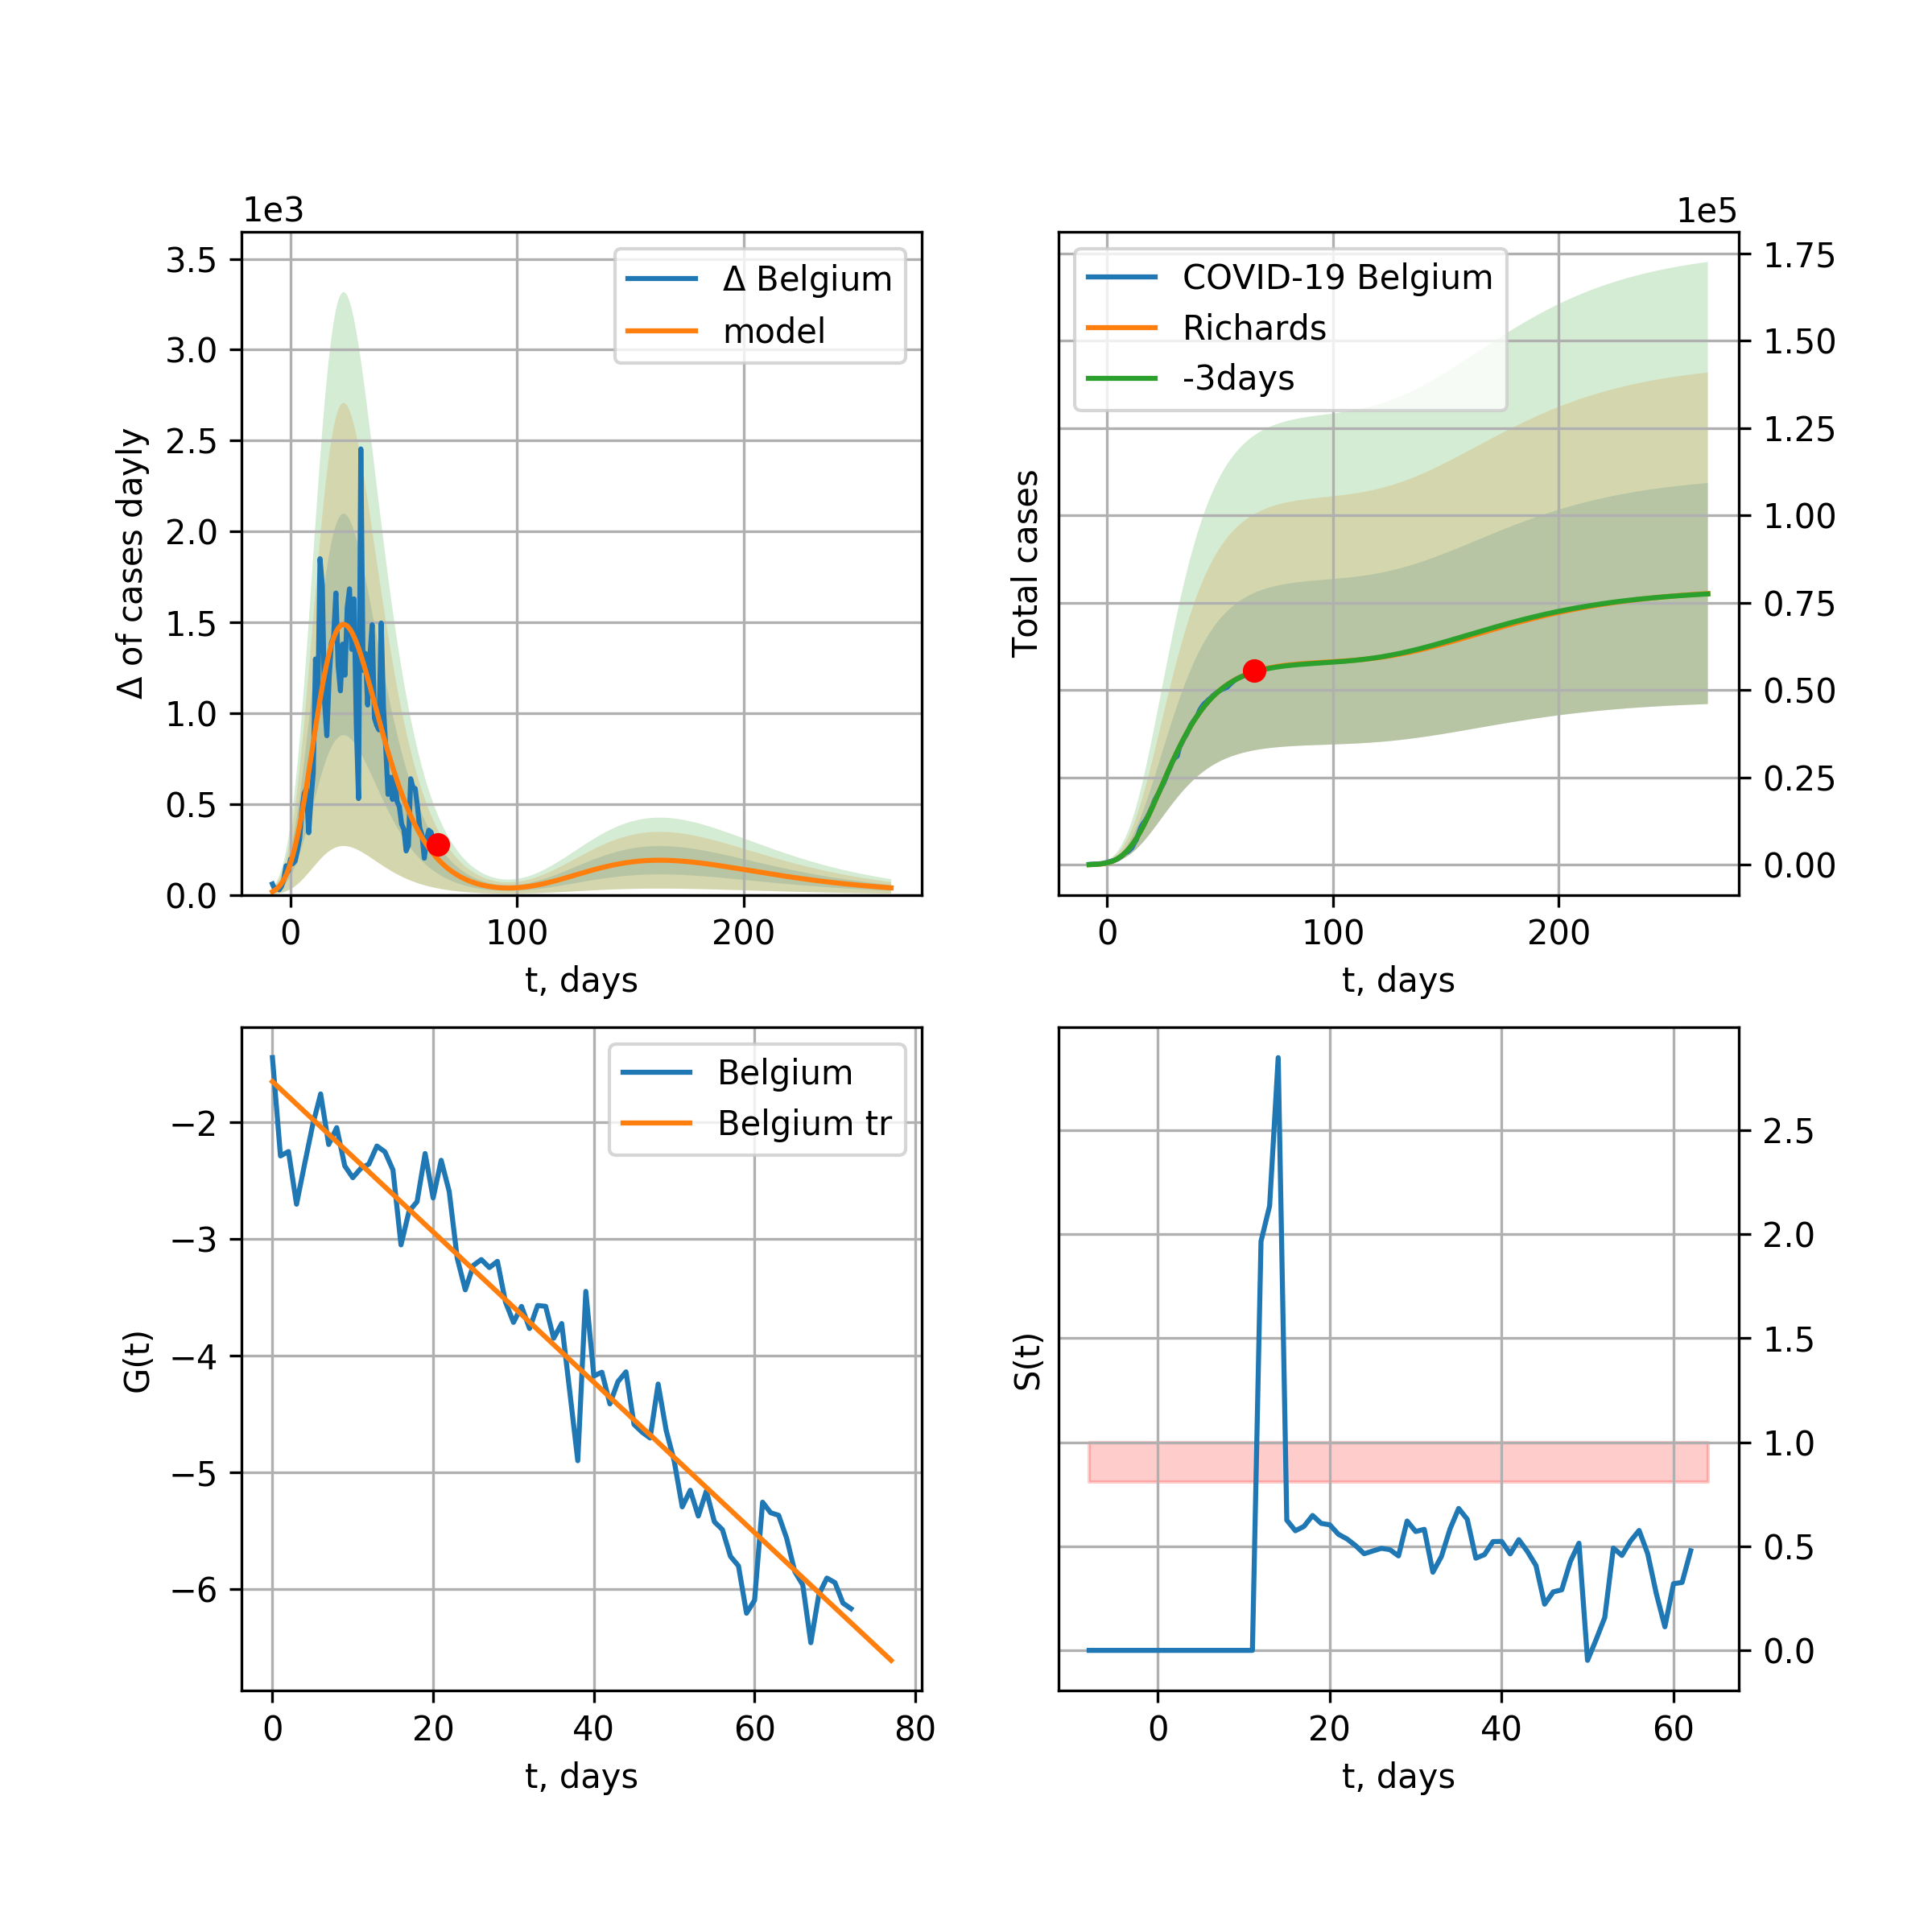 1e3
3.5
3.0
2.5
2.0
1.5
1.0
0.5
0.0
Δ of cases dayly
Δ Belgium
model
0 100 200
t, days
1e5
1.75
1.50
1.25
1.00
0.75
0.50
0.25
0.00
Total cases
COVID-19 Belgium
Richards
-3days
0 100 200
t, days
−2
−3
−4
−5
−6
G(t)
Belgium
Belgium tr
0 20 40 60 80
t, days
2.5
2.0
1.5
1.0
0.5
0.0
S(t)
0 20 40 60
t, days